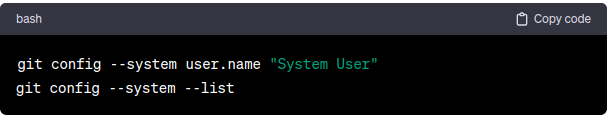 bash
Copy code
git config --system user.name "System User"
git config --system --list